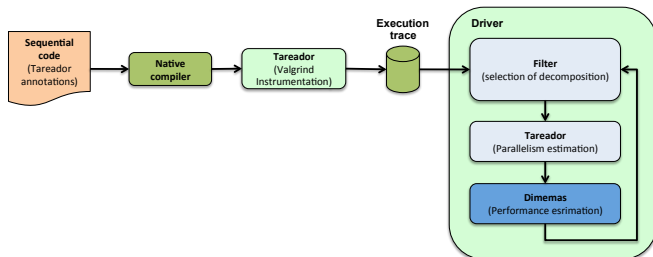 Sequential
code
(Tareador
annotations)
Native
compiler
Tareador
(Valgrind
Instrumentation)
Execution
trace
Driver
Filter
(selection of decomposition)
Tareador
(Parallelism estimation)
Dimemas
(Performance esrimation)